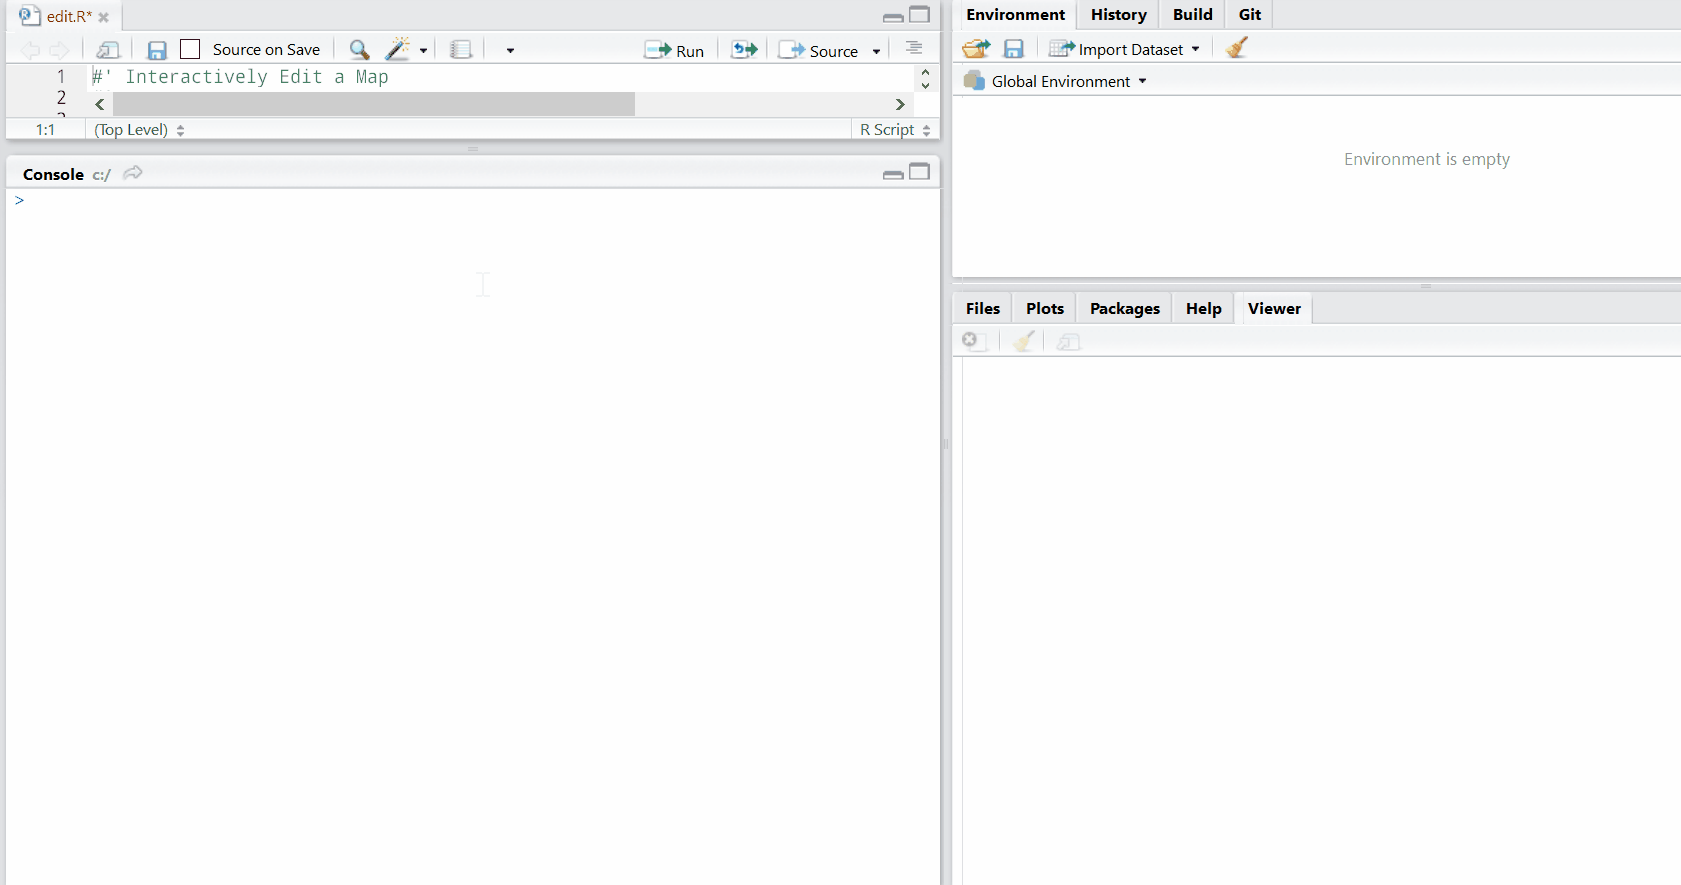 edit.R*
Source on Save
Run
Source
1 #' Interactively Edit a Map
2
1:1 (Top Level) R Script
Console c:/
>
Environment History Build Git
Import Dataset
Global Environment
Environment is empty
Files Plots Packages Help Viewer